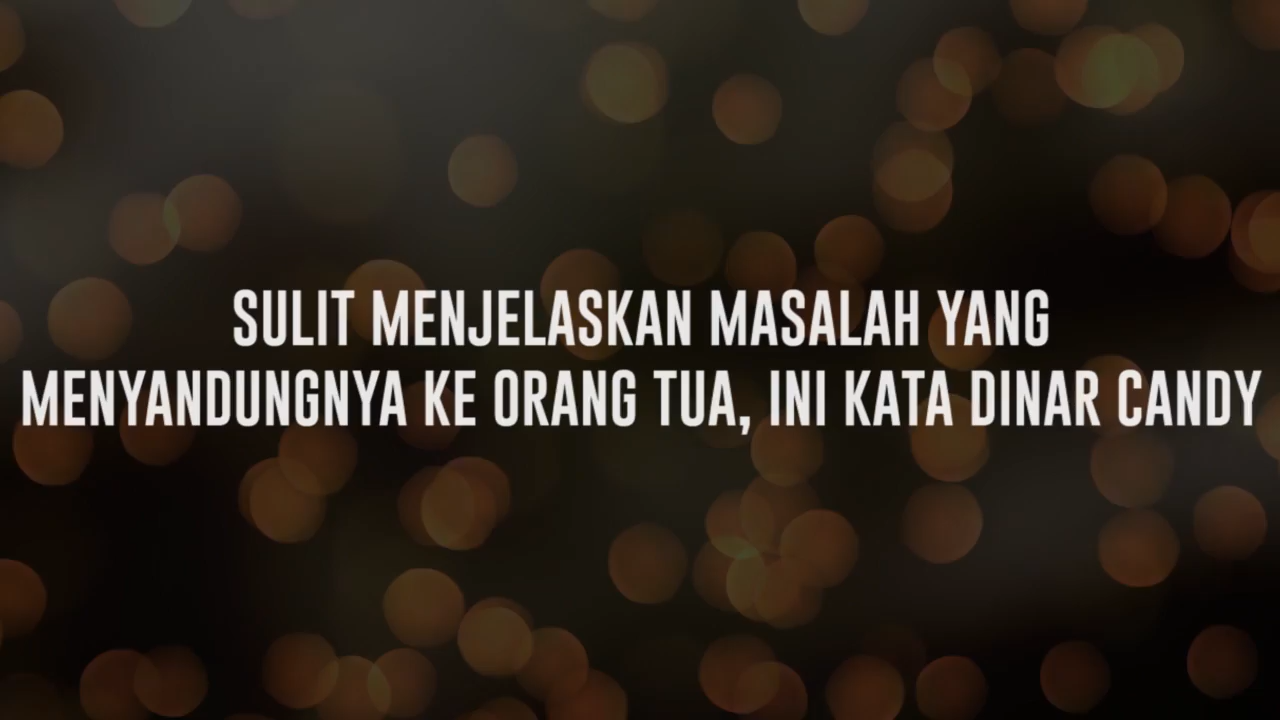 SULIT MENJELASKAN MASALAH YANG
MENYANDUNGNYA KE ORANG TUA, INI KATA DINAR CANDY